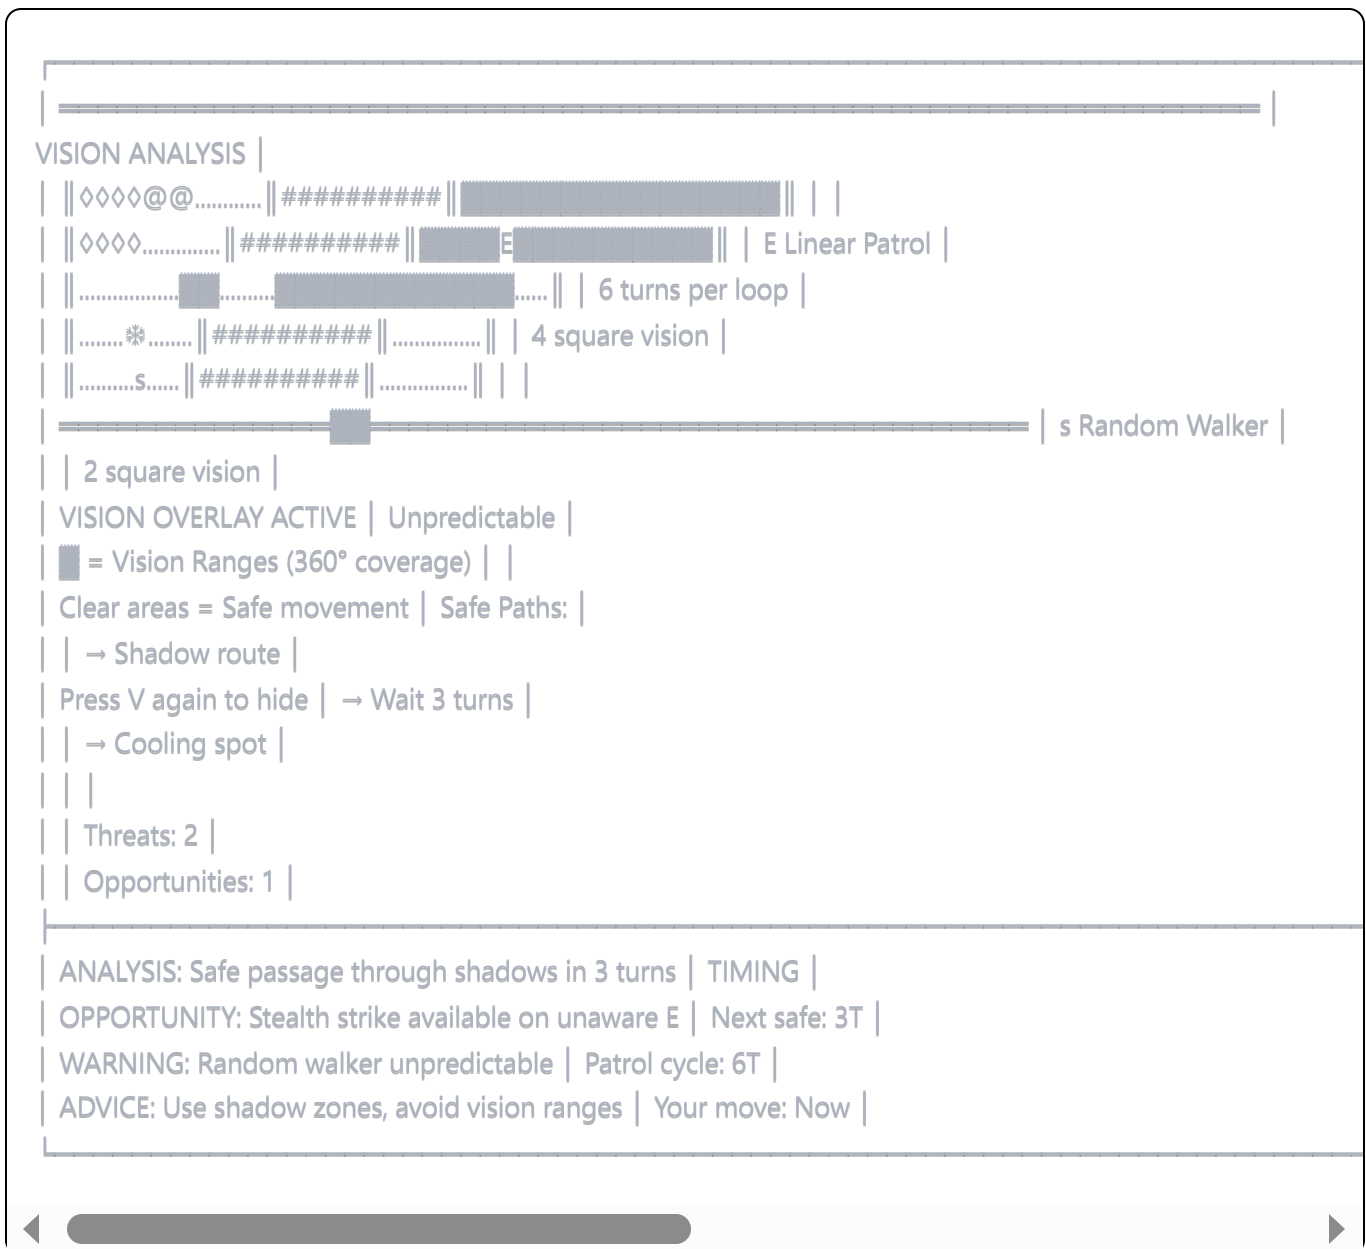 VISION ANALYSIS │
│ ║◊◊◊◊@@............║##########║▓▓▓▓▓▓▓▓▓▓▓▓▓▓▓▓║ │ │
│ ║◊◊◊◊..............║##########║▓▓▓▓E▓▓▓▓▓▓▓▓▓▓║ │ E Linear Patrol │
│ ║..................▓▓..........▓▓▓▓▓▓▓▓▓▓▓▓......║ │ 6 turns per loop │
│ ║........❄........║##########║................║ │ 4 square vision │
│ ║..........s......║##########║................║ │ │
│ ═════════════▓▓════════════════════════════════ │ s Random Walker │
│ │ 2 square vision │
│ VISION OVERLAY ACTIVE │ Unpredictable │
│ ▓ = Vision Ranges (360° coverage) │ │
│ Clear areas = Safe movement │ Safe Paths: │
│ │ → Shadow route │
│ Press V again to hide │ → Wait 3 turns │
│ │ → Cooling spot │
│ │ │
│ │ Threats: 2 │
│ │ Opportunities: 1 │
│ ANALYSIS: Safe passage through shadows in 3 turns │ TIMING │
│ OPPORTUNITY: Stealth strike available on unaware E │ Next safe: 3T │
│ WARNING: Random walker unpredictable │ Patrol cycle: 6T │
│ ADVICE: Use shadow zones, avoid vision ranges │ Your move: Now │